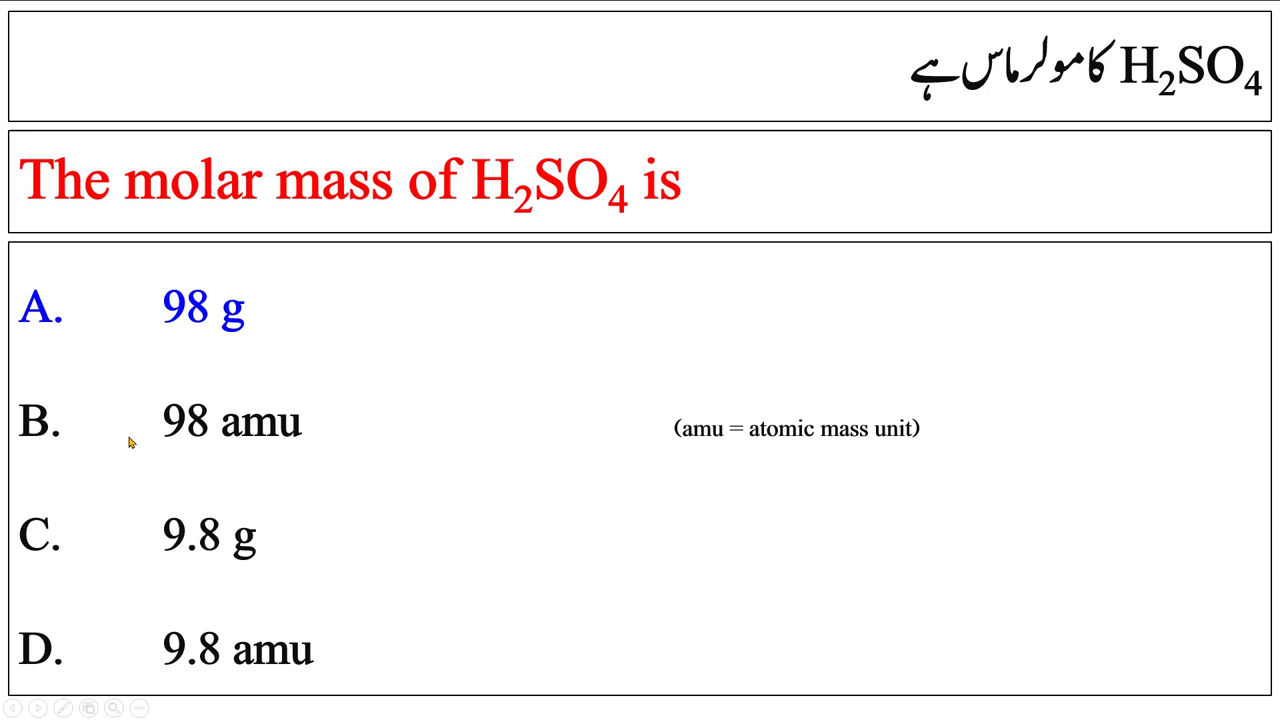 H₂SO₄ کا مولر ماس ہے
The molar mass of H₂SO₄ is
A. 98 g
B. 98 amu (amu = atomic mass unit)
C. 9.8 g
D. 9.8 amu